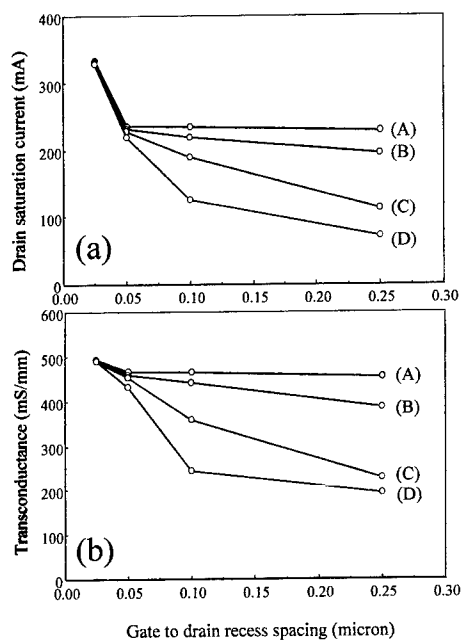 400
300
200
100
0
Drain saturation current (mA)
(A)
(B)
(C)
(D)
(a)
0.00 0.05 0.10 0.15 0.20 0.25 0.30
600
500
400
300
200
100
0
Transconductance (mS/mm)
(A)
(B)
(C)
(D)
(b)
0.00 0.05 0.10 0.15 0.20 0.25 0.30
Gate to drain recess spacing (micron)